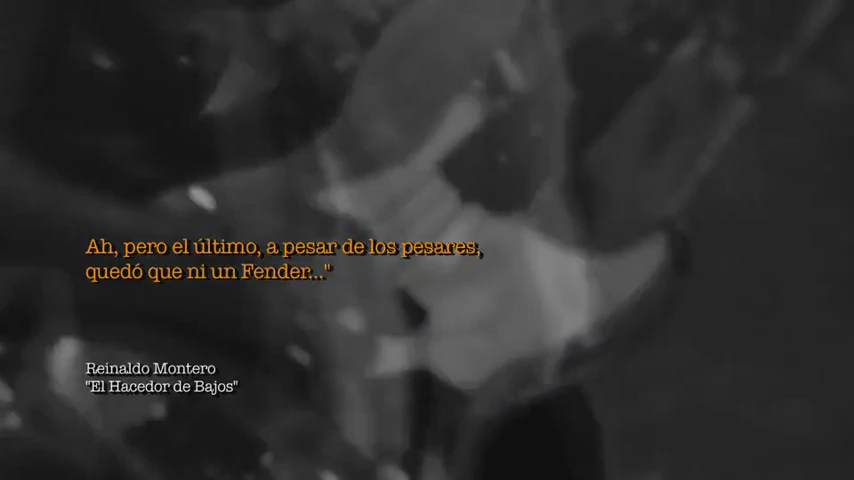 Ah, pero el último, a pesar de los pesares,
quedó que ni un Fender..."
Reinaldo Montero
"El Hacedor de Bajos"